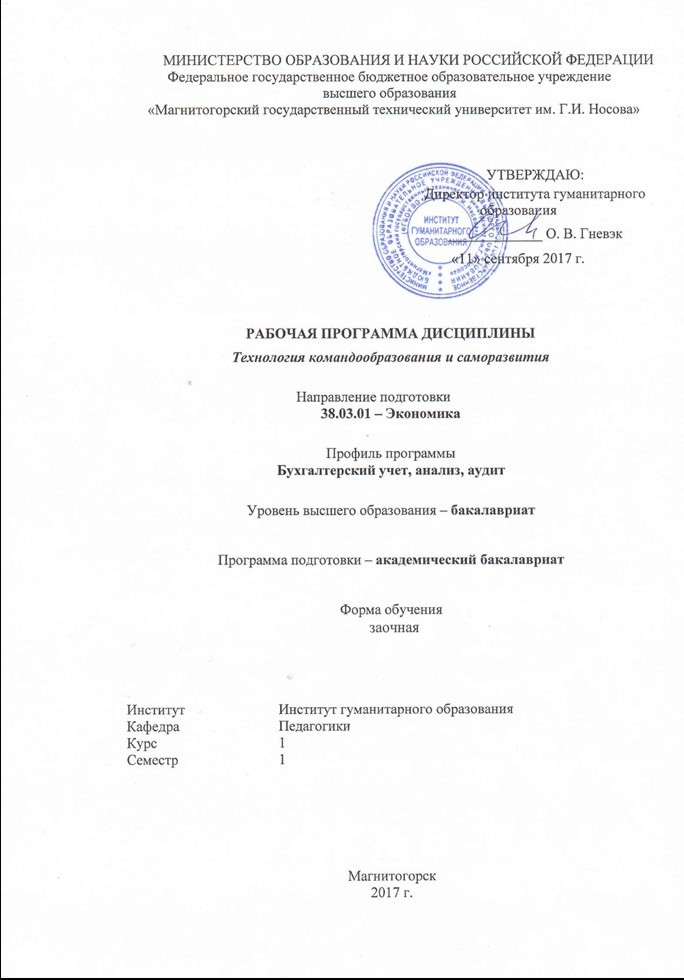 МИНИСТЕРСТВО ОБРАЗОВАНИЯ И НАУКИ РОССИЙСКОЙ ФЕДЕРАЦИИ
Федеральное государственное бюджетное образовательное учреждение
высшего образования
«Магнитогорский государственный технический университет им. Г.И. Носова»
УТВЕРЖДАЮ:
Директор института гуманитарного
образования
О. В. Гневэк
«11» сентября 2017 г.
ИНСТИТУТ
ГУМАНИТАРНОГО
ОБРАЗОВАНИЯ
РАБОЧАЯ ПРОГРАММА ДИСЦИПЛИНЫ
Технология командообразования и саморазвития
Направление подготовки
38.03.01 – Экономика
Профиль программы
Бухгалтерский учет, анализ, аудит
Уровень высшего образования – бакалавриат
Программа подготовки – академический бакалавриат
Форма обучения
заочная
Институт Институт гуманитарного образования
Кафедра Педагогики
Курс 1
Семестр 1
Магнитогорск
2017 г.